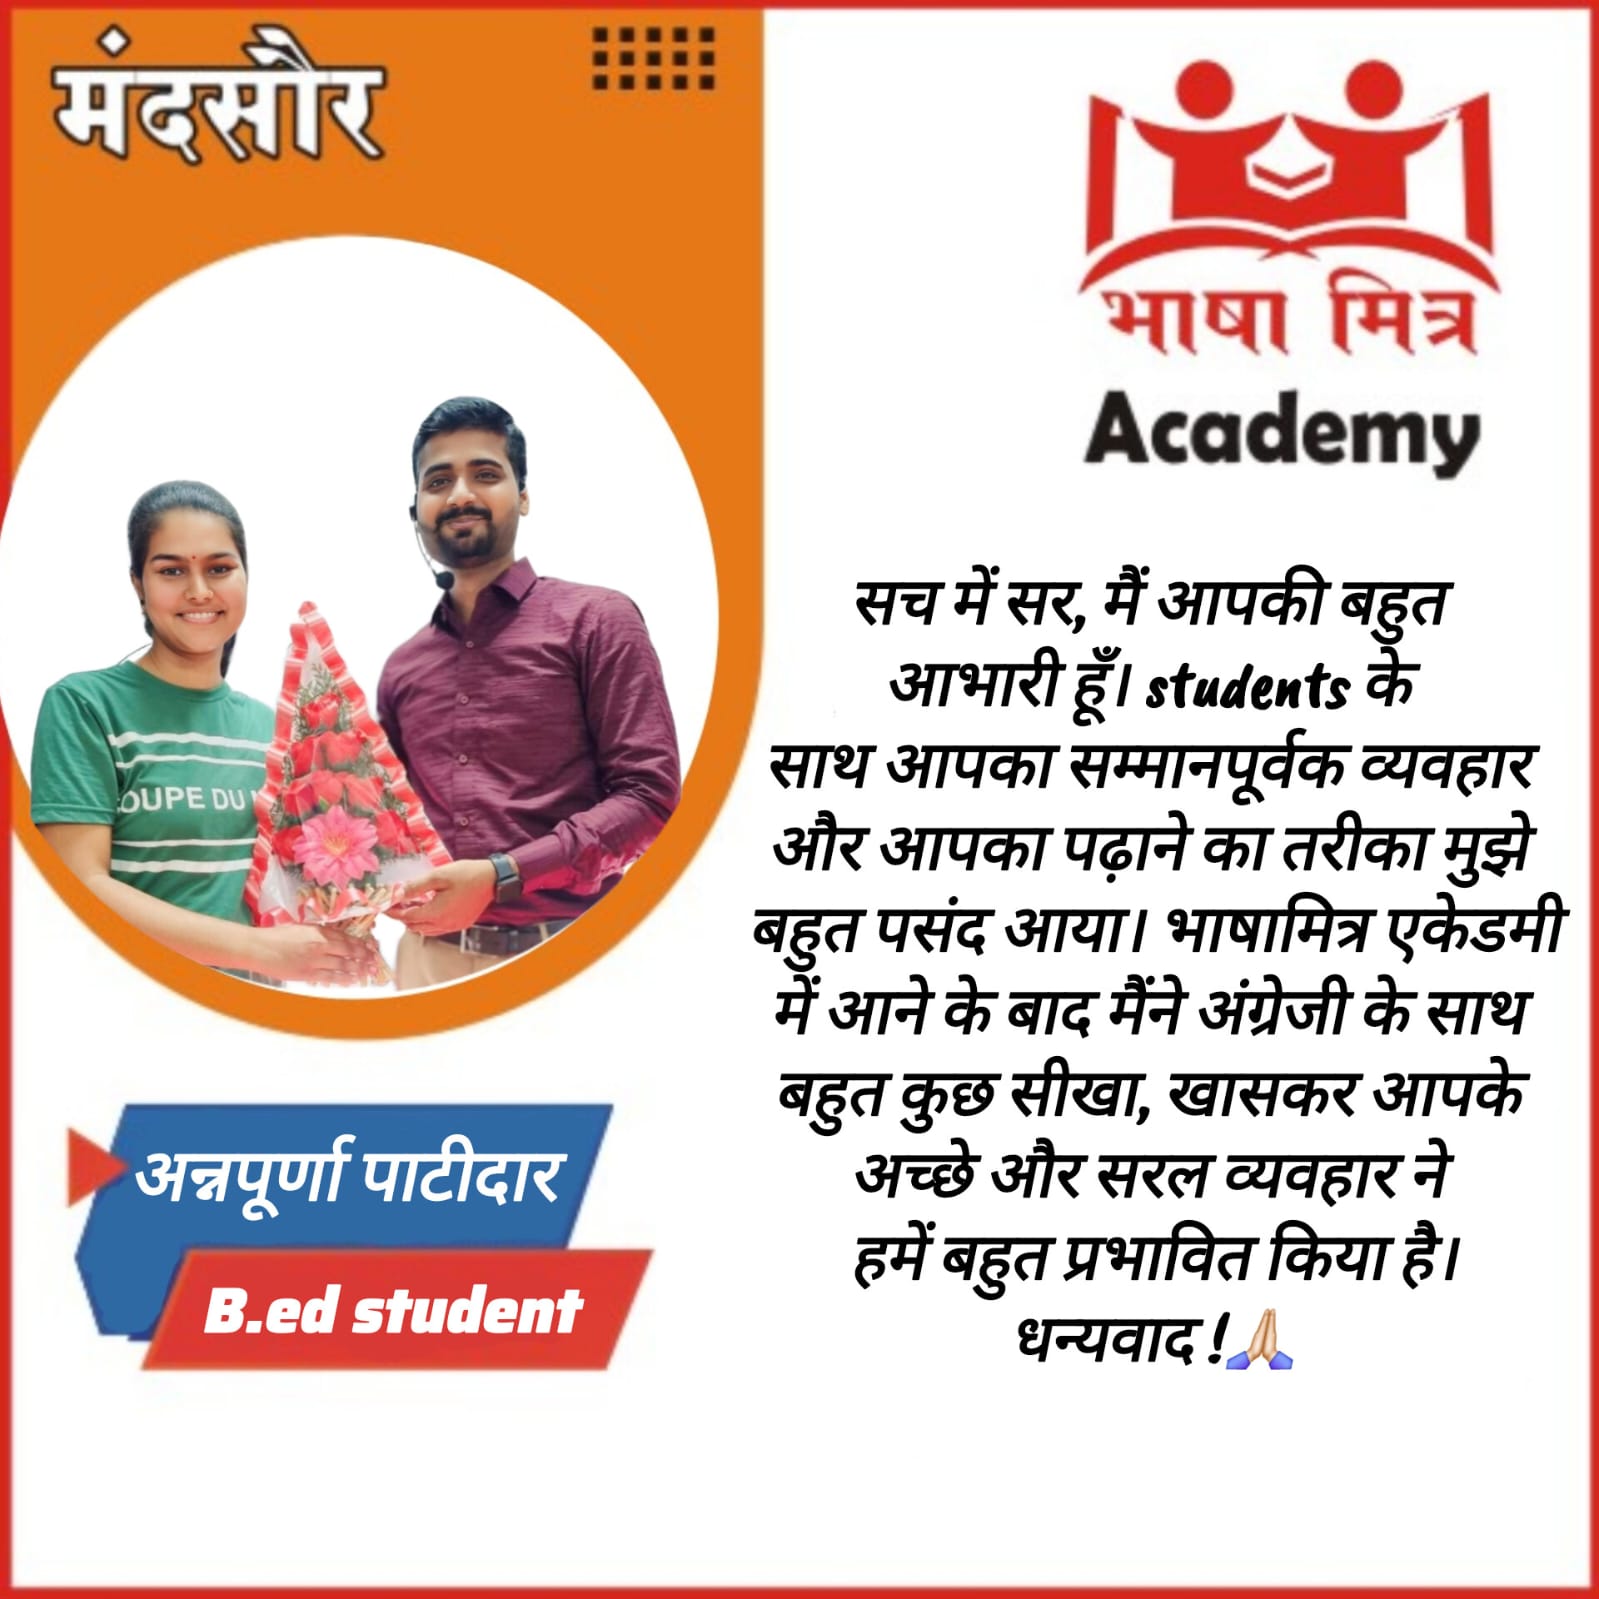 मंदसौर
भाषा मित्र
Academy
OUPE DU
सच में सर, मैं आपकी बहुत
आभारी हूँ। students के
साथ आपका सम्मानपूर्वक व्यवहार
और आपका पढ़ाने का तरीका मुझे
बहुत पसंद आया। भाषामित्र एकेडमी
में आने के बाद मैंने अंग्रेजी के साथ
बहुत कुछ सीखा, खासकर आपके
अच्छे और सरल व्यवहार ने
हमें बहुत प्रभावित किया है।
धन्यवाद!🙏🏼
अन्नपूर्णा पाटीदार
B.ed student